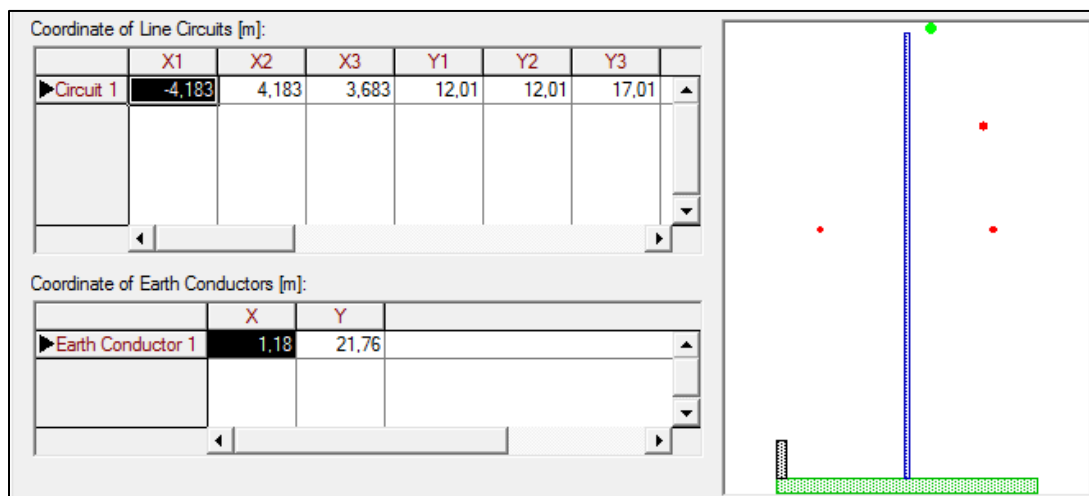 Coordinate of Line Circuits [m]:
X1 X2 X3 Y1 Y2 Y3
Circuit 1 -4,183 4,183 3,683 12,01 12,01 17,01
Coordinate of Earth Conductors [m]:
X Y
Earth Conductor 1 1,18 21,76